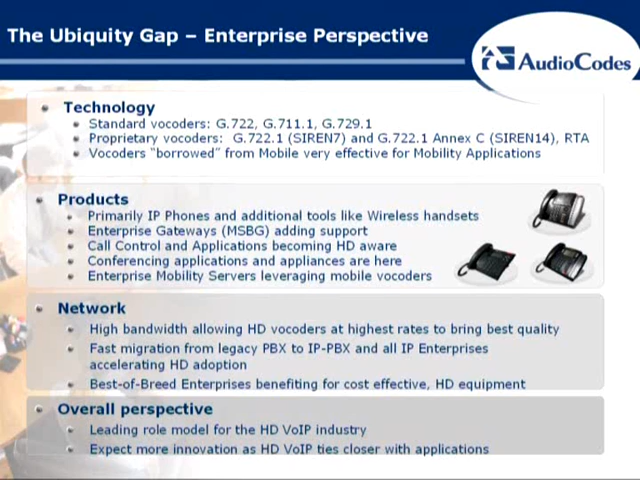 The Ubiquity Gap – Enterprise Perspective
AudioCodes
Technology
Standard vocoders: G.722, G.711.1, G.729.1
Proprietary vocoders: G.722.1 (SIREN7) and G.722.1 Annex C (SIREN14), RTA
Vocoders "borrowed" from Mobile very effective for Mobility Applications
Products
Primarily IP Phones and additional tools like Wireless handsets
Enterprise Gateways (MSBG) adding support
Call Control and Applications becoming HD aware
Conferencing applications and appliances are here
Enterprise Mobility Servers leveraging mobile vocoders
Network
High bandwidth allowing HD vocoders at highest rates to bring best quality
Fast migration from legacy PBX to IP-PBX and all IP Enterprises
accelerating HD adoption
Best-of-Breed Enterprises benefiting for cost effective, HD equipment
Overall perspective
Leading role model for the HD VoIP industry
Expect more innovation as HD VoIP ties closer with applications